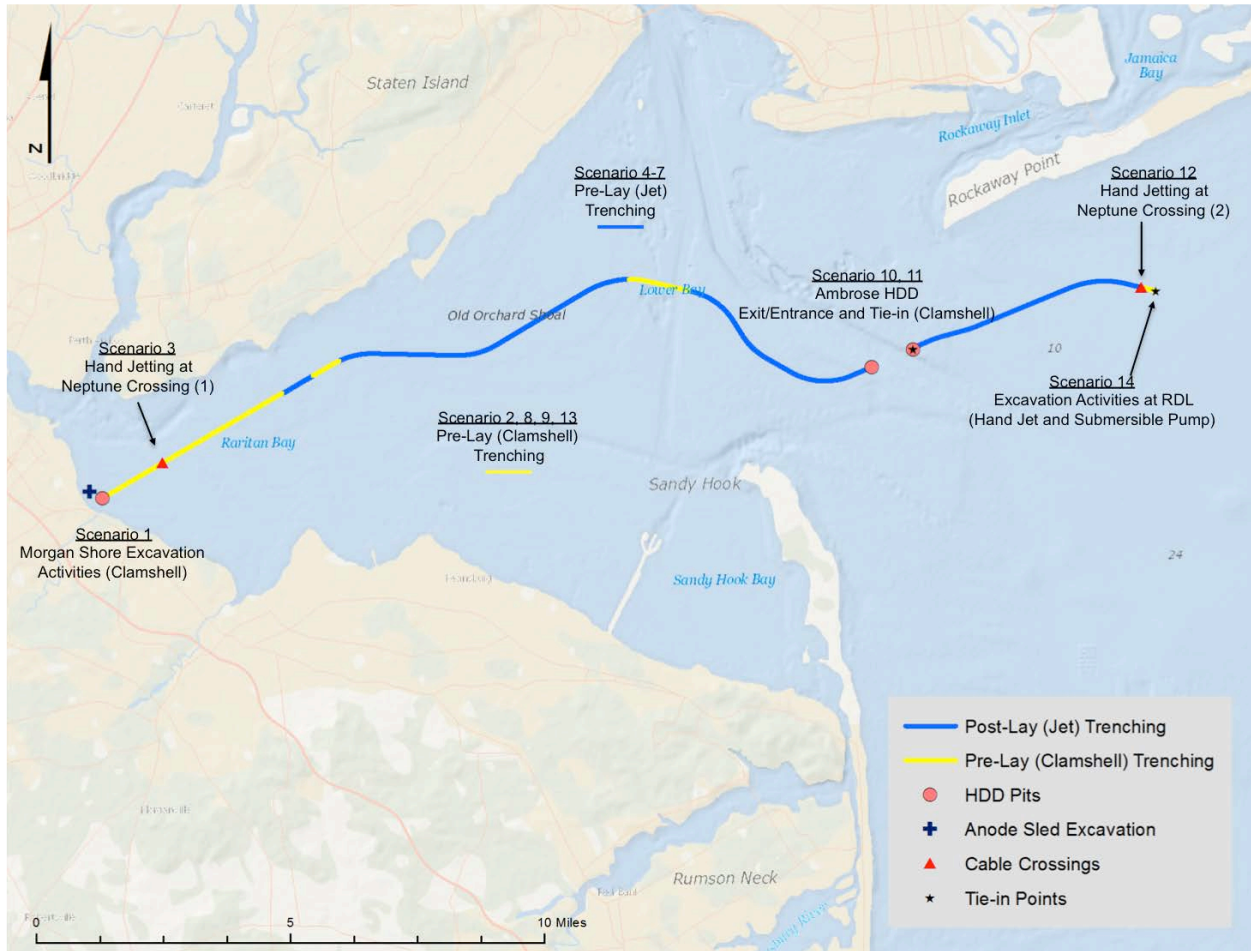 Jamaica
Bay
Staten Island
Carteret
Rockaway Inlet
Rockaway Point
N
Scenario 4-7
Pre-Lay (Jet)
Trenching
Scenario 12
Hand Jetting at
Neptune Crossing (2)
Scenario 10, 11
Ambrose HDD
Exit/Entrance and Tie-in (Clamshell)
Lower Bay
Old Orchard Shoal
Scenario 3
Hand Jetting at
Neptune Crossing (1)
10
Scenario 14
Excavation Activities at RDL
(Hand Jet and Submersible Pump)
Scenario 2, 8, 9, 13
Pre-Lay (Clamshell)
Trenching
Raritan Bay
Sandy Hook
Scenario 1
Morgan Shore Excavation
Activities (Clamshell)
24
Sandy Hook Bay
Post-Lay (Jet) Trenching
Pre-Lay (Clamshell) Trenching
HDD Pits
Anode Sled Excavation
Cable Crossings
Tie-in Points
Rumson Neck
Red Bank
0
5
10 Miles